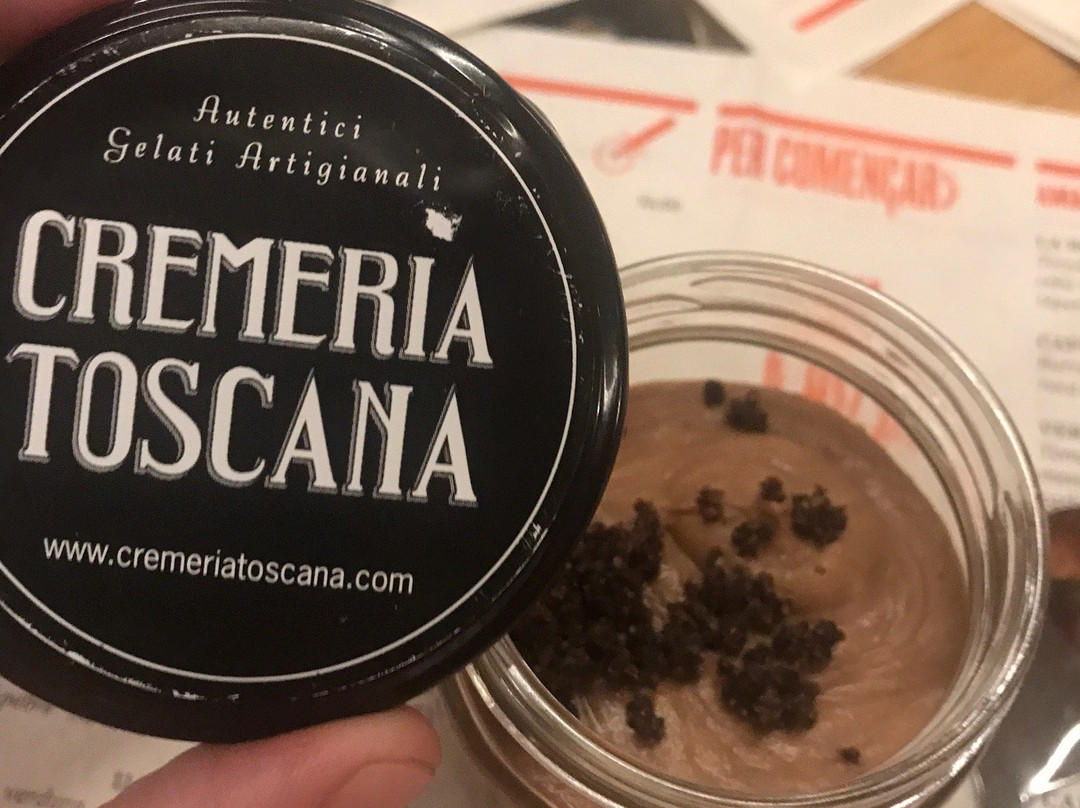 Autentici
Gelati Artigianali
CREMERIA
TOSCANA
www.cremeriatoscana.com
PER COMENÇAR